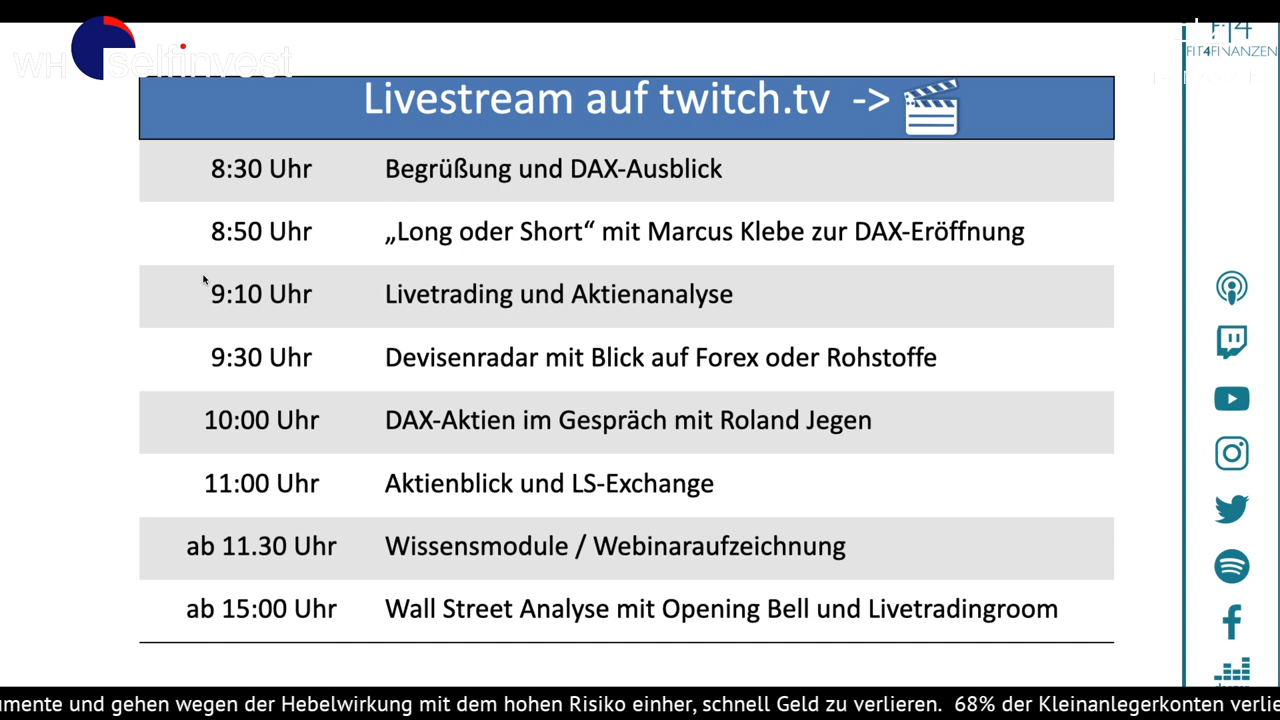 WH selfinvest
F4
FIT4FINANZEN
Livestream auf twitch.tv ->
8:30 Uhr Begrüßung und DAX-Ausblick
8:50 Uhr „Long oder Short“ mit Marcus Klebe zur DAX-Eröffnung
9:10 Uhr Livetrading und Aktienanalyse
9:30 Uhr Devisenradar mit Blick auf Forex oder Rohstoffe
10:00 Uhr DAX-Aktien im Gespräch mit Roland Jegen
11:00 Uhr Aktienblick und LS-Exchange
ab 11.30 Uhr Wissensmodule / Webinaraufzeichnung
ab 15:00 Uhr Wall Street Analyse mit Opening Bell und Livetradingroom
umente und gehen wegen der Hebelwirkung mit dem hohen Risiko einher, schnell Geld zu verlieren. 68% der Kleinanlegerkonten verlie